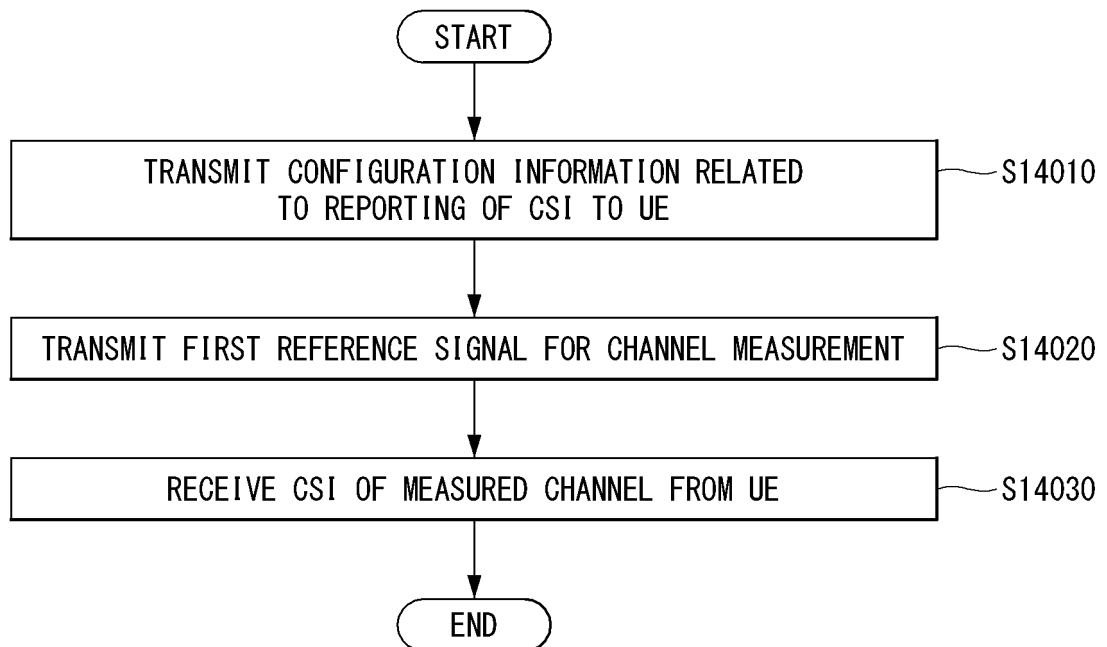 START
TRANSMIT CONFIGURATION INFORMATION RELATED
TO REPORTING OF CSI TO UE
S14010
TRANSMIT FIRST REFERENCE SIGNAL FOR CHANNEL MEASUREMENT
S14020
RECEIVE CSI OF MEASURED CHANNEL FROM UE
S14030
END